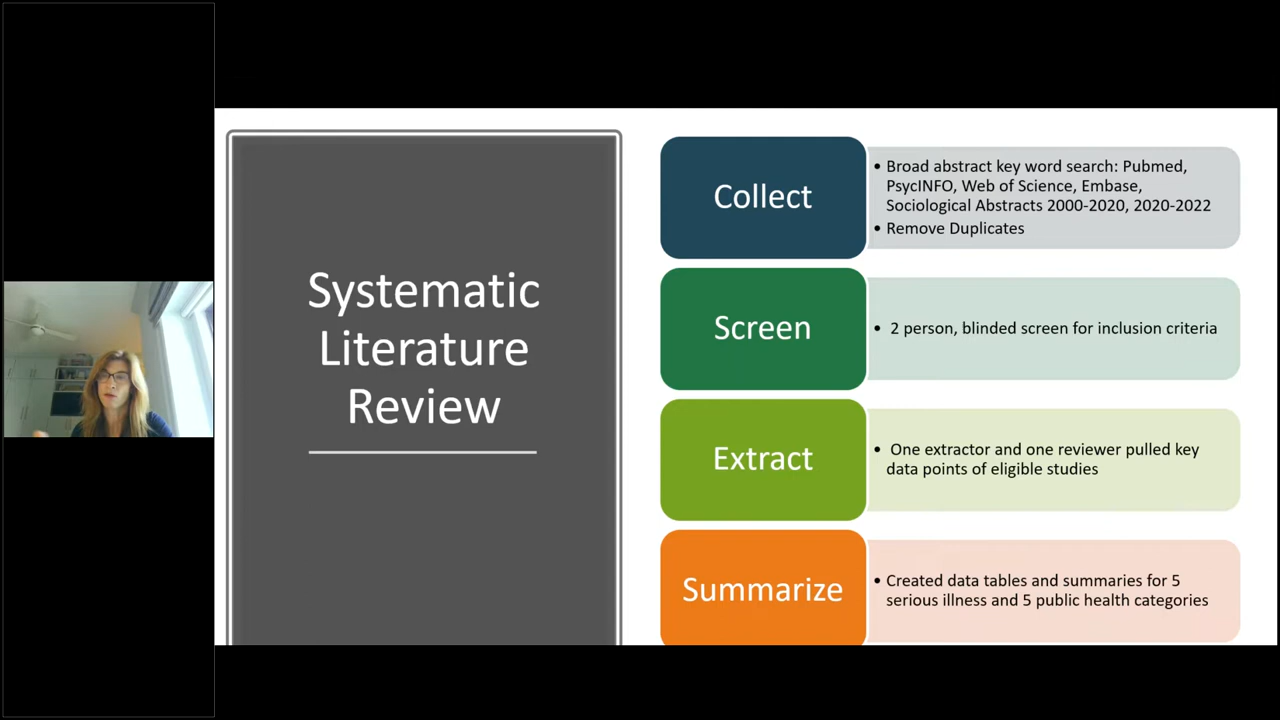 Systematic
Literature
Review
Collect
• Broad abstract key word search: Pubmed,
PsycINFO, Web of Science, Embase,
Sociological Abstracts 2000-2020, 2020-2022
• Remove Duplicates
Screen
• 2 person, blinded screen for inclusion criteria
Extract
• One extractor and one reviewer pulled key
data points of eligible studies
Summarize
• Created data tables and summaries for 5
serious illness and 5 public health categories